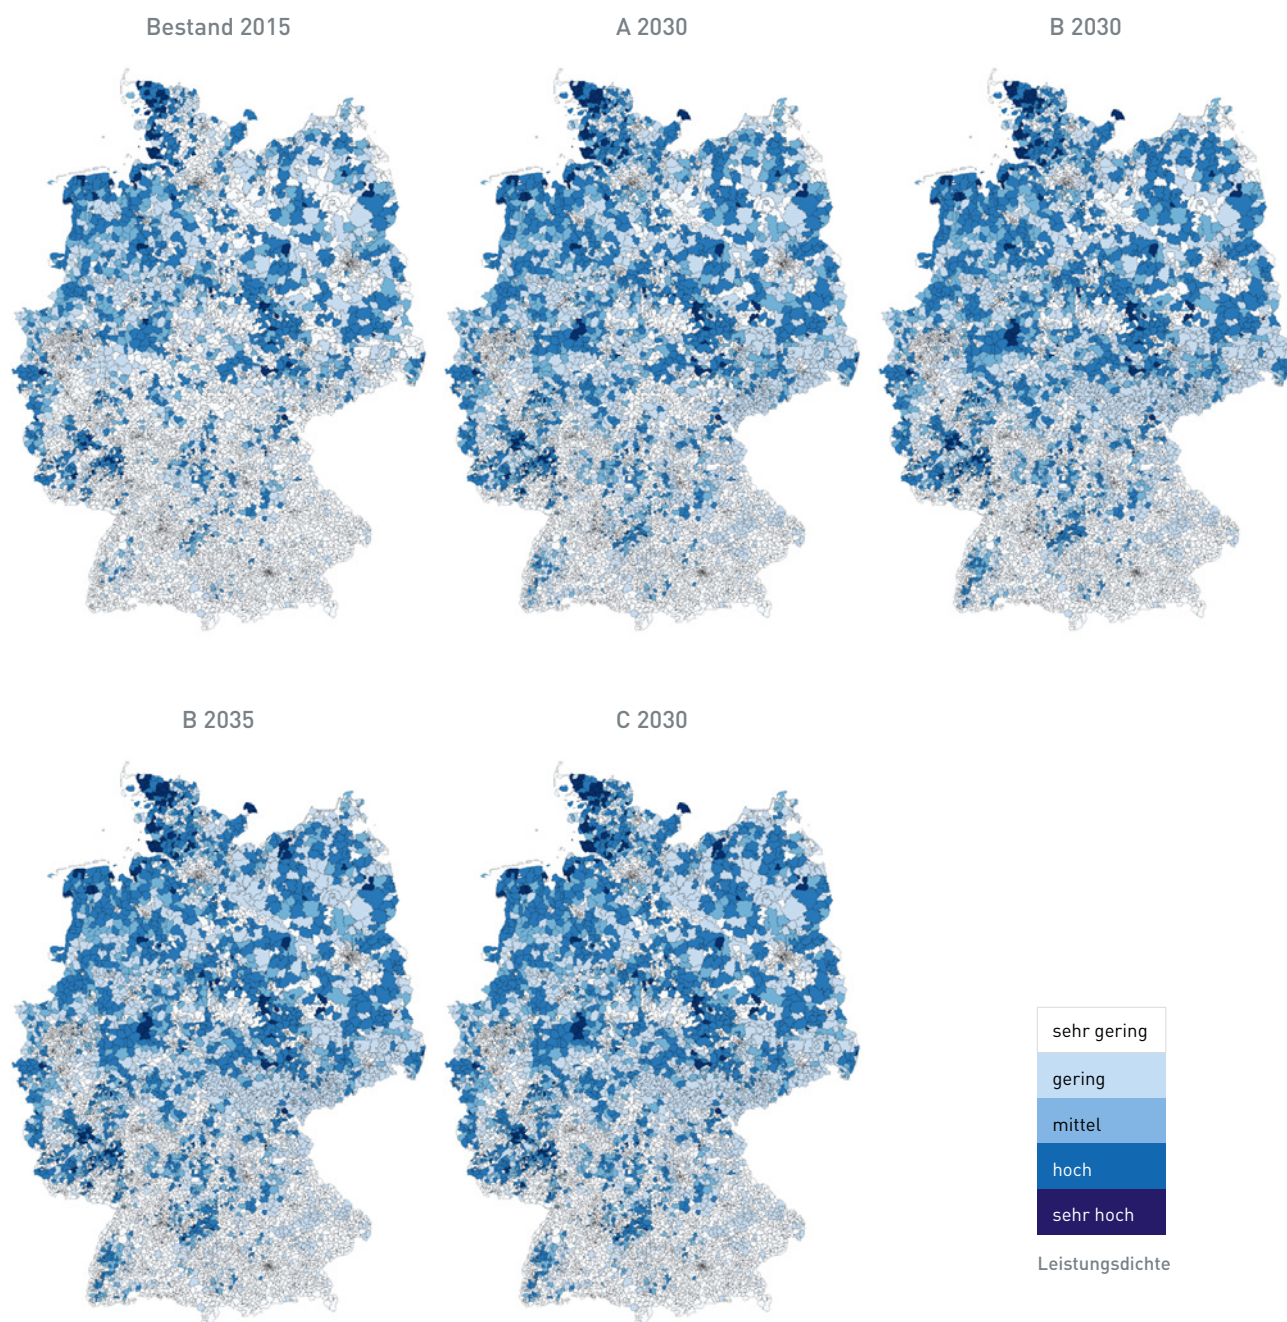 Bestand 2015
A 2030
B 2030
B 2035
C 2030
sehr gering
gering
mittel
hoch
sehr hoch
Leistungsdichte